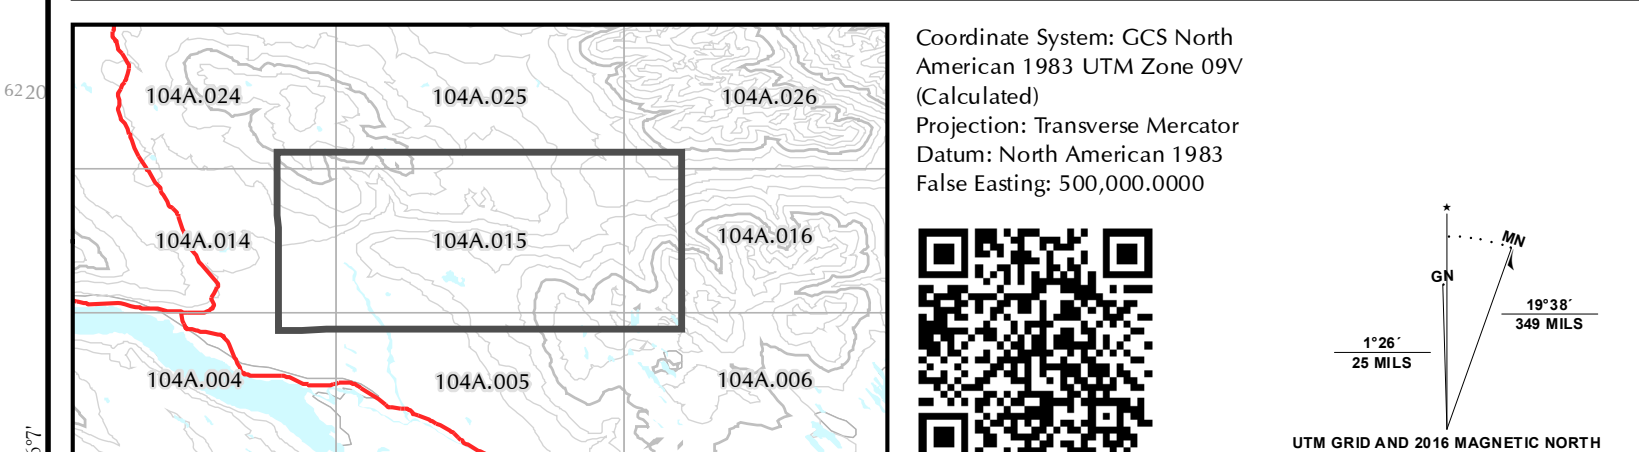 6220
104A.024
104A.025
104A.026
104A.014
104A.015
104A.016
104A.004
104A.005
104A.006
Coordinate System: GCS North
American 1983 UTM Zone 09V
(Calculated)
Projection: Transverse Mercator
Datum: North American 1983
False Easting: 500,000.0000
MN
GN
19°38´
349 MILS
1°26´
25 MILS
UTM GRID AND 2016 MAGNETIC NORTH